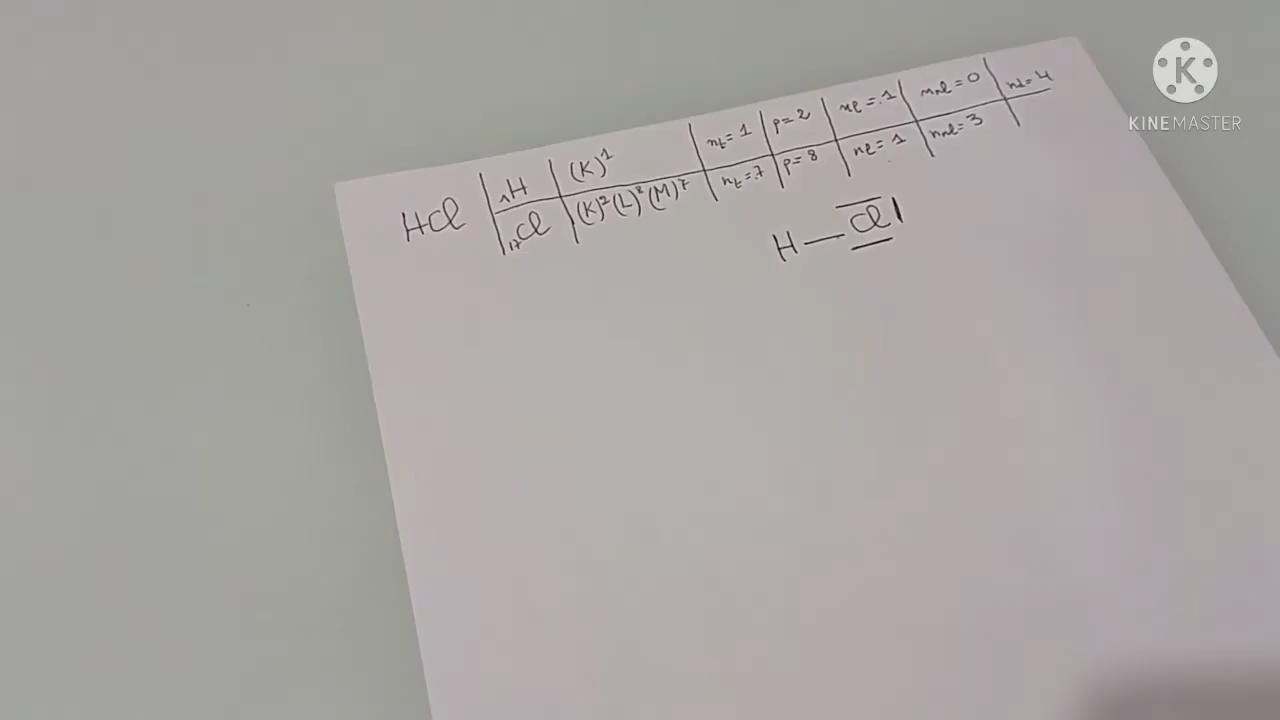 HCl | ₁H | (K)¹ | nt = 1 | p = 2 | nl = 1 | nnl = 0 | nd = 4
₁₇Cl | (K)²(L)⁸(M)⁷ | nt = 7 | p = 8 | nl = 1 | nnl = 3
H — Cl
K
KINEMASTER